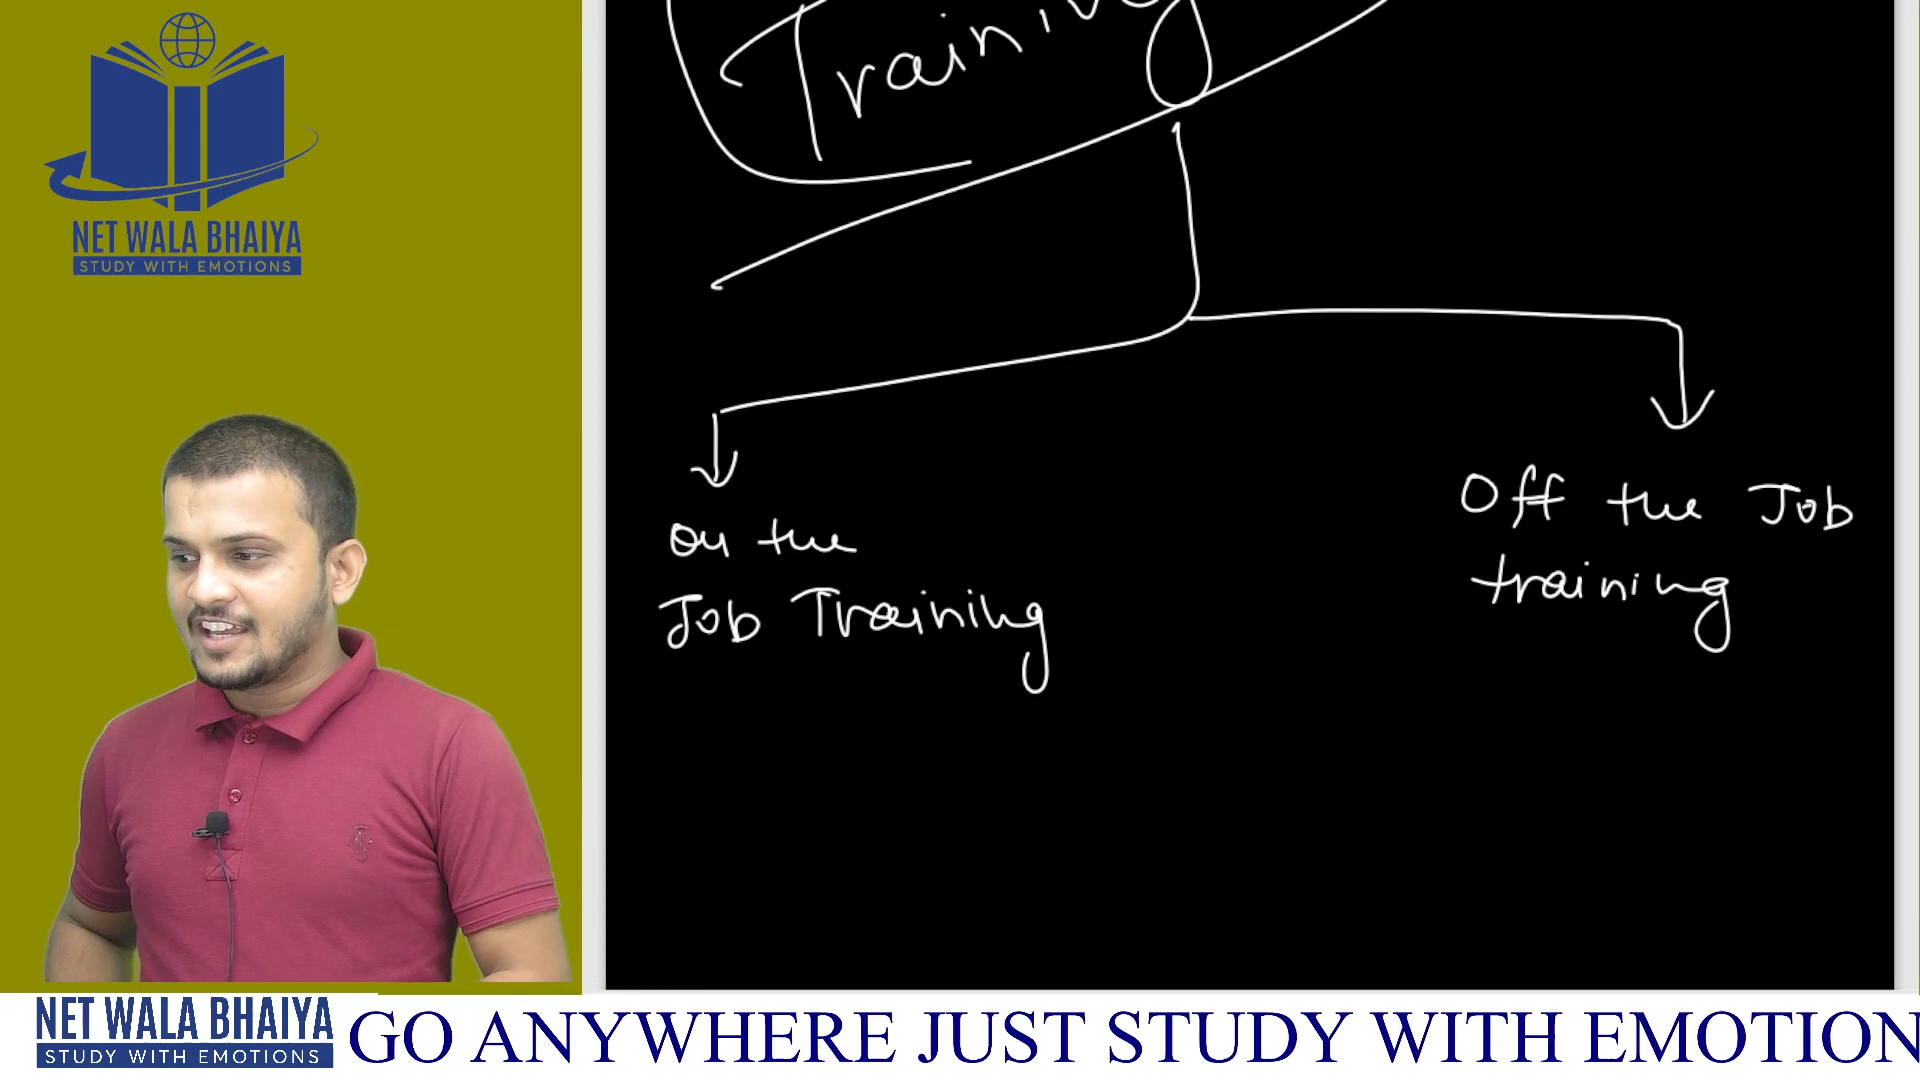 NET WALA BHAIYA
STUDY WITH EMOTIONS
Training
On the
Job Training
Off the Job
training
NET WALA BHAIYA
STUDY WITH EMOTIONS
GO ANYWHERE JUST STUDY WITH EMOTION